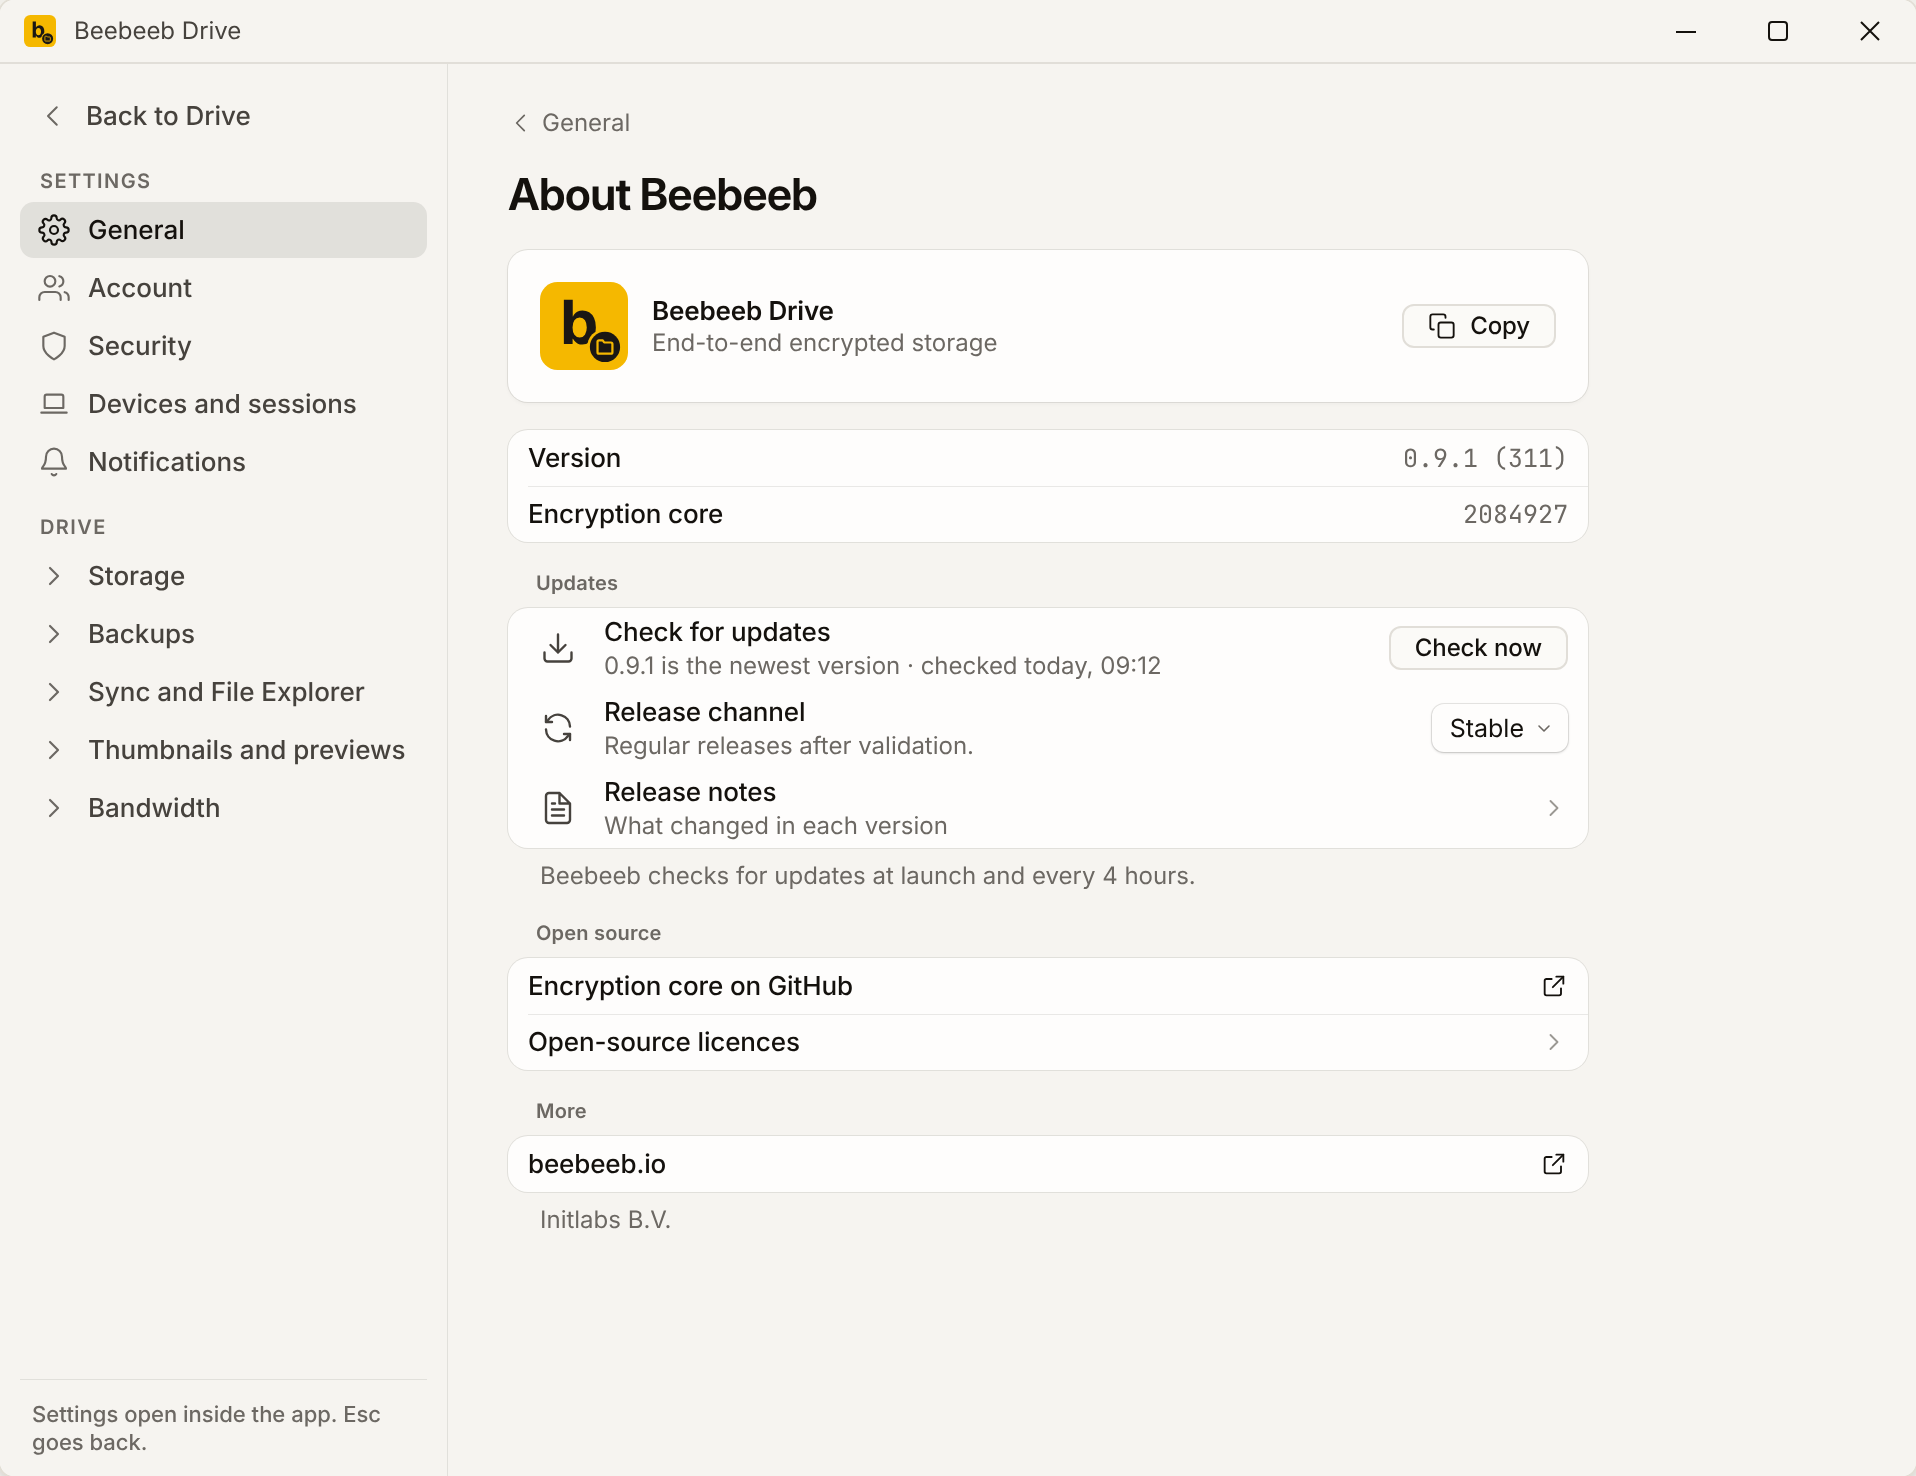 Beebeeb Drive
Back to Drive
SETTINGS
General
Account
Security
Devices and sessions
Notifications
DRIVE
Storage
Backups
Sync and File Explorer
Thumbnails and previews
Bandwidth
Settings open inside the app. Esc
goes back.
General
About Beebeeb
b
Beebeeb Drive
End-to-end encrypted storage
Copy
Version
0.9.1 (311)
Encryption core
2084927
Updates
Check for updates
0.9.1 is the newest version · checked today, 09:12
Check now
Release channel
Regular releases after validation.
Stable
Release notes
What changed in each version
Beebeeb checks for updates at launch and every 4 hours.
Open source
Encryption core on GitHub
Open-source licences
More
beebeeb.io
Initlabs B.V.